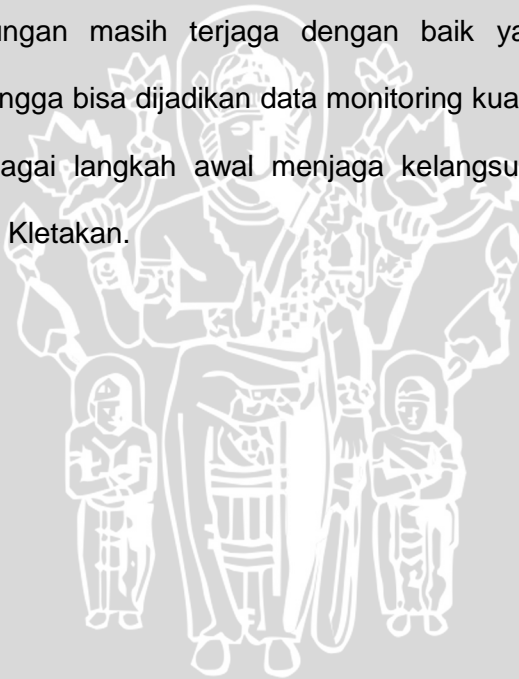 ungan masih terjaga dengan baik ya
ngga bisa dijadikan data monitoring kua
agai langkah awal menjaga kelangsu
Kletakan.